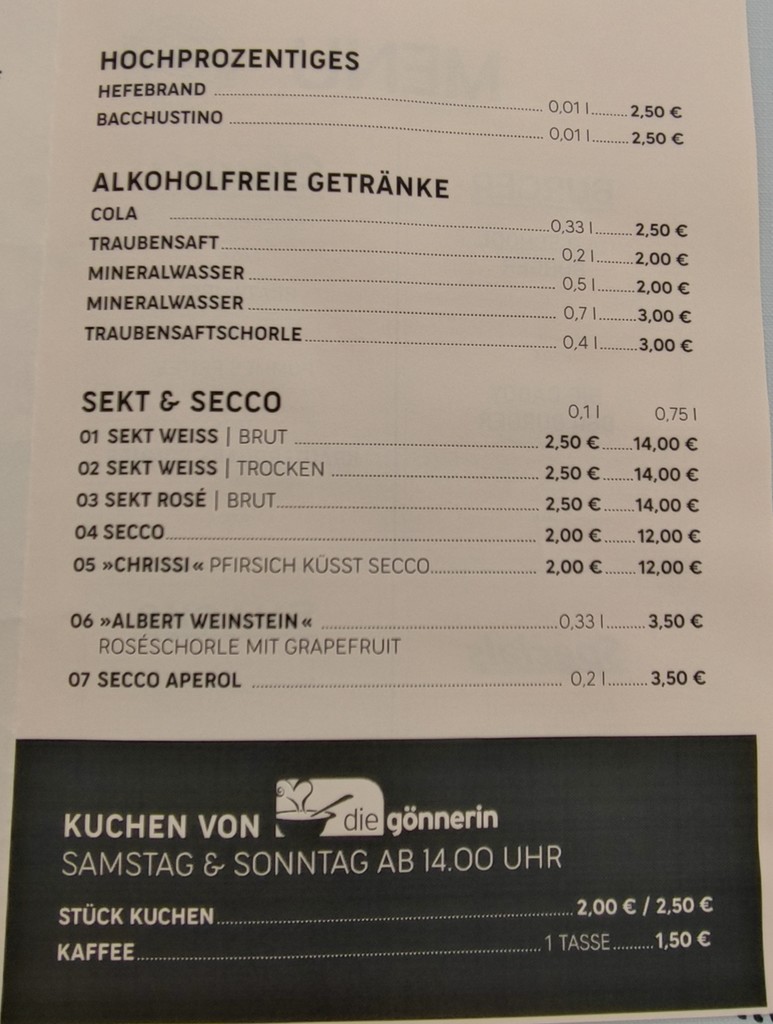 HOCHPROZENTIGES
HEFEBRAND 0,01 l 2,50 €
BACCHUSTINO 0,01 l 2,50 €
ALKOHOLFREIE GETRÄNKE
COLA 0,33 l 2,50 €
TRAUBENSAFT 0,2 l 2,00 €
MINERALWASSER 0,5 l 2,00 €
MINERALWASSER 0,7 l 3,00 €
TRAUBENSAFTSCHORLE 0,4 l 3,00 €
SEKT & SECCO 0,1 l 0,75 l
01 SEKT WEISS | BRUT 2,50 € 14,00 €
02 SEKT WEISS | TROCKEN 2,50 € 14,00 €
03 SEKT ROSÉ | BRUT 2,50 € 14,00 €
04 SECCO 2,00 € 12,00 €
05 »CHRISSI« PFIRSICH KÜSST SECCO 2,00 € 12,00 €
06 »ALBERT WEINSTEIN« 0,33 l 3,50 €
ROSÉSCHORLE MIT GRAPEFRUIT
07 SECCO APEROL 0,2 l 3,50 €
KUCHEN VON die gönnerin
SAMSTAG & SONNTAG AB 14.00 UHR
STÜCK KUCHEN 2,00 € / 2,50 €
KAFFEE 1 TASSE 1,50 €